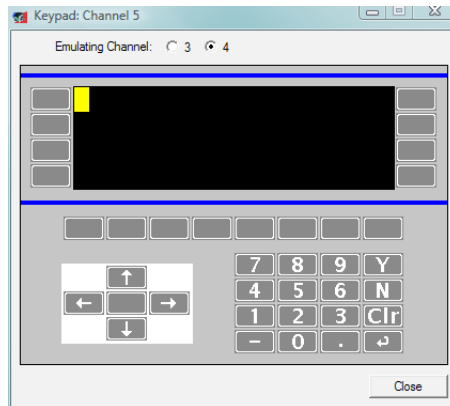 Keypad: Channel 5
Emulating Channel: 3 4
↑
← →
↓
7 8 9 Y
4 5 6 N
1 2 3 Clr
- 0 . ↵
Close